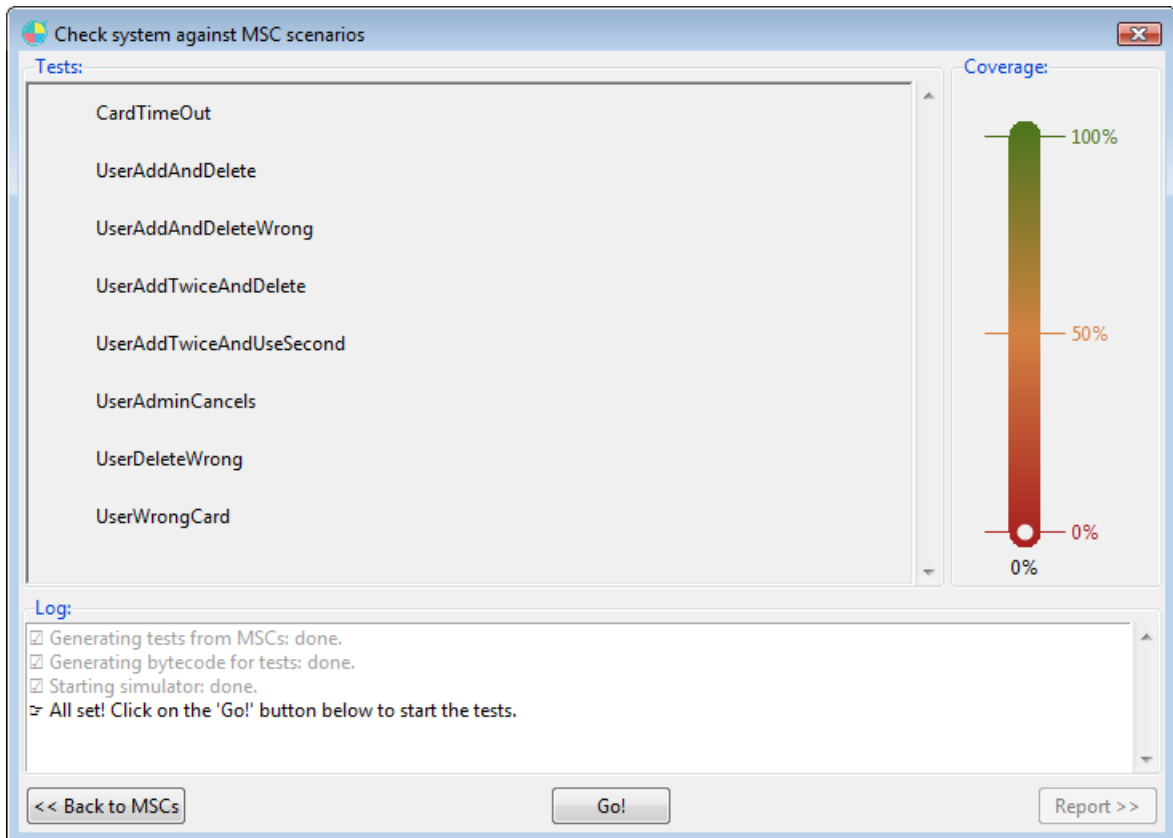 Check system against MSC scenarios
Tests:
CardTimeOut
UserAddAndDelete
UserAddAndDeleteWrong
UserAddTwiceAndDelete
UserAddTwiceAndUseSecond
UserAdminCancels
UserDeleteWrong
UserWrongCard
Coverage:
100%
50%
0%
0%
Log:
☑ Generating tests from MSCs: done.
☑ Generating bytecode for tests: done.
☑ Starting simulator: done.
☞ All set! Click on the 'Go!' button below to start the tests.
<< Back to MSCs
Go!
Report >>